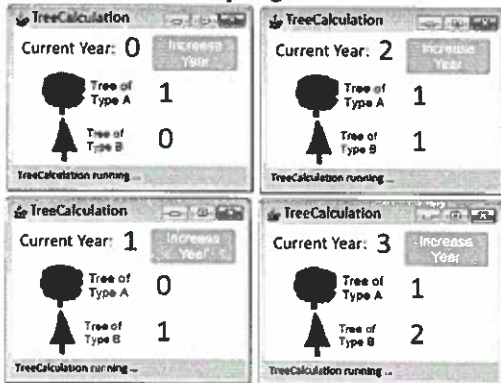 TreeCalculation
Current Year: 0
Increase
Year
Tree of
Type A
1
Tree of
Type B
0
TreeCalculation running ...
TreeCalculation
Current Year: 2
Increase
Year
Tree of
Type A
1
Tree of
Type B
1
TreeCalculation running ...
TreeCalculation
Current Year: 1
Increase
Year
Tree of
Type A
0
Tree of
Type B
1
TreeCalculation running ...
TreeCalculation
Current Year: 3
Increase
Year
Tree of
Type A
1
Tree of
Type B
2
TreeCalculation running ...